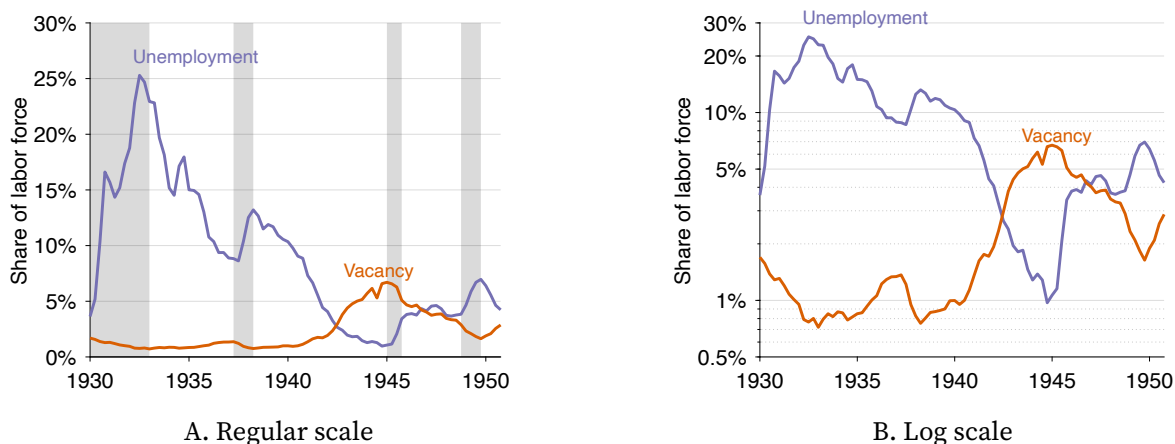 30%
25%
20%
15%
10%
5%
0%
Share of labor force
Unemployment
Vacancy
1930 1935 1940 1945 1950
A. Regular scale
30%
20%
10%
5%
1%
0.5%
Share of labor force
Unemployment
Vacancy
1930 1935 1940 1945 1950
B. Log scale